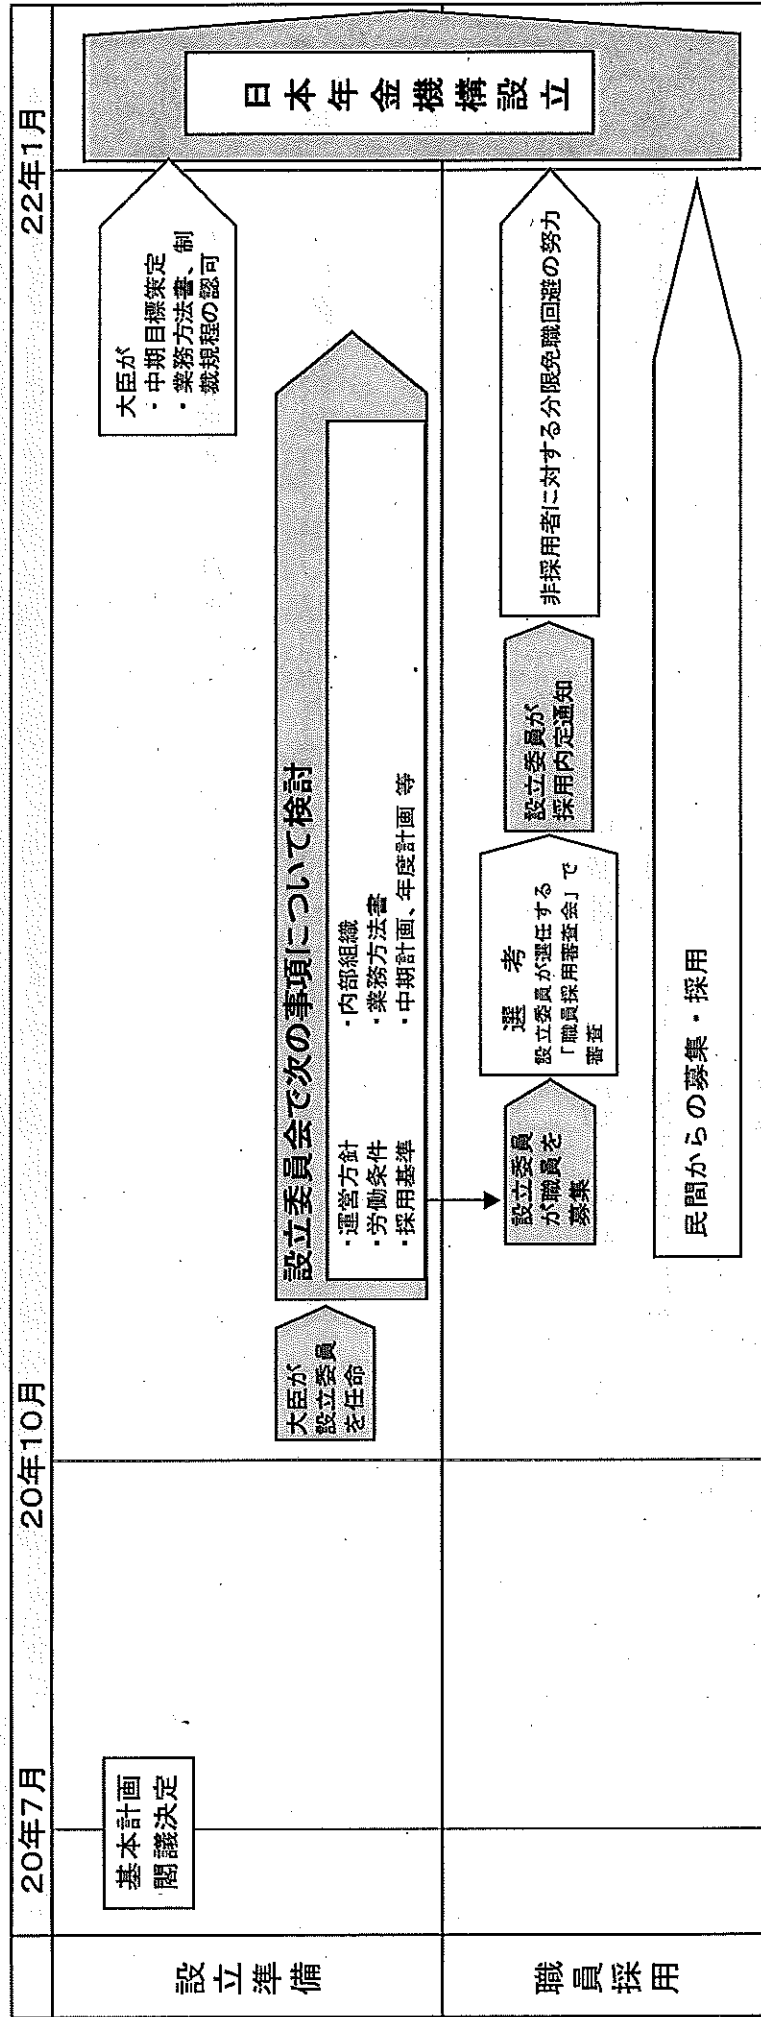 20年7月
20年10月
22年1月
設立準備
基本計画
閣議決定
大臣が
設立委員
を任命
設立委員会で次の事項について検討
・運営方針
・労働条件
・採用基準
・内部組織
・業務方法書
・中期計画、年度計画 等
大臣が
・中期目標策定
・業務方法書、制
裁規程の認可
日本年金機構設立
職員採用
設立委員
が職員を
募集
選考
設立委員が選任する
「職員採用審査会」で
審査
設立委員が
採用内定通知
非採用者に対する分限免職回避の努力
民間からの募集・採用